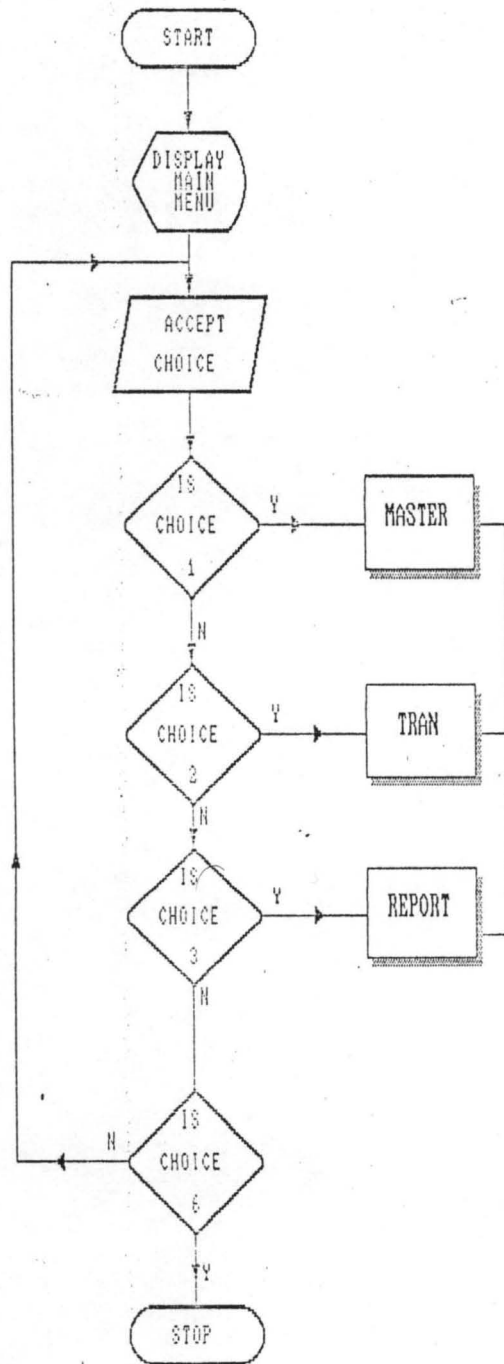 START
DISPLAY
MAIN
MENU
ACCEPT
CHOICE
IS
CHOICE
1
Y
MASTER
N
IS
CHOICE
2
Y
TRAN
N
IS
CHOICE
3
Y
REPORT
N
IS
CHOICE
6
N
Y
STOP